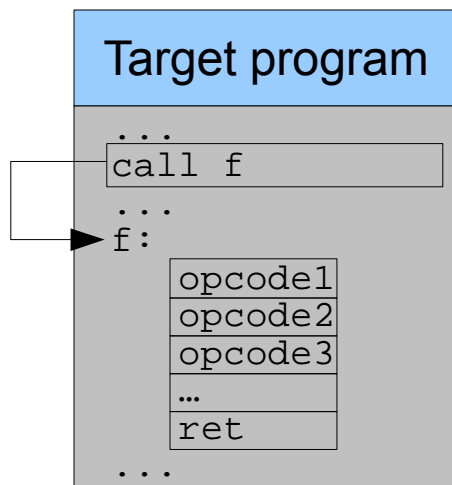 Target program
...
call f
...
f:
opcode1
opcode2
opcode3
…
ret
...